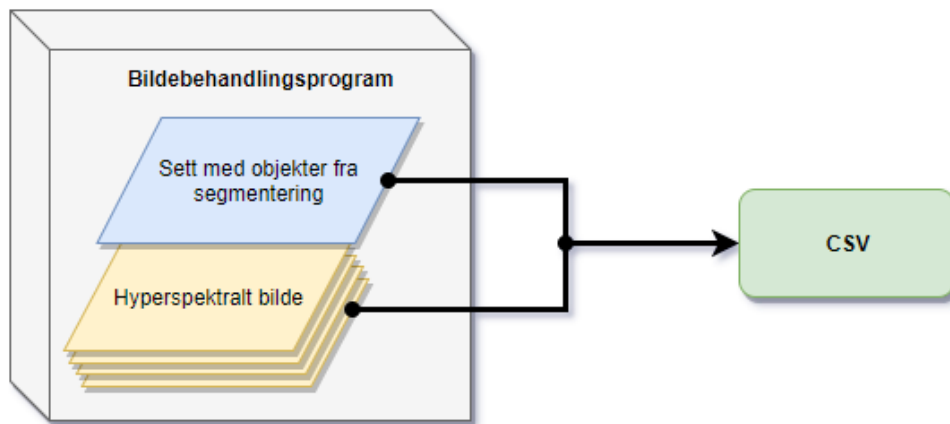 Bildebehandlingsprogram
Sett med objekter fra
segmentering
Hyperspektralt bilde
CSV